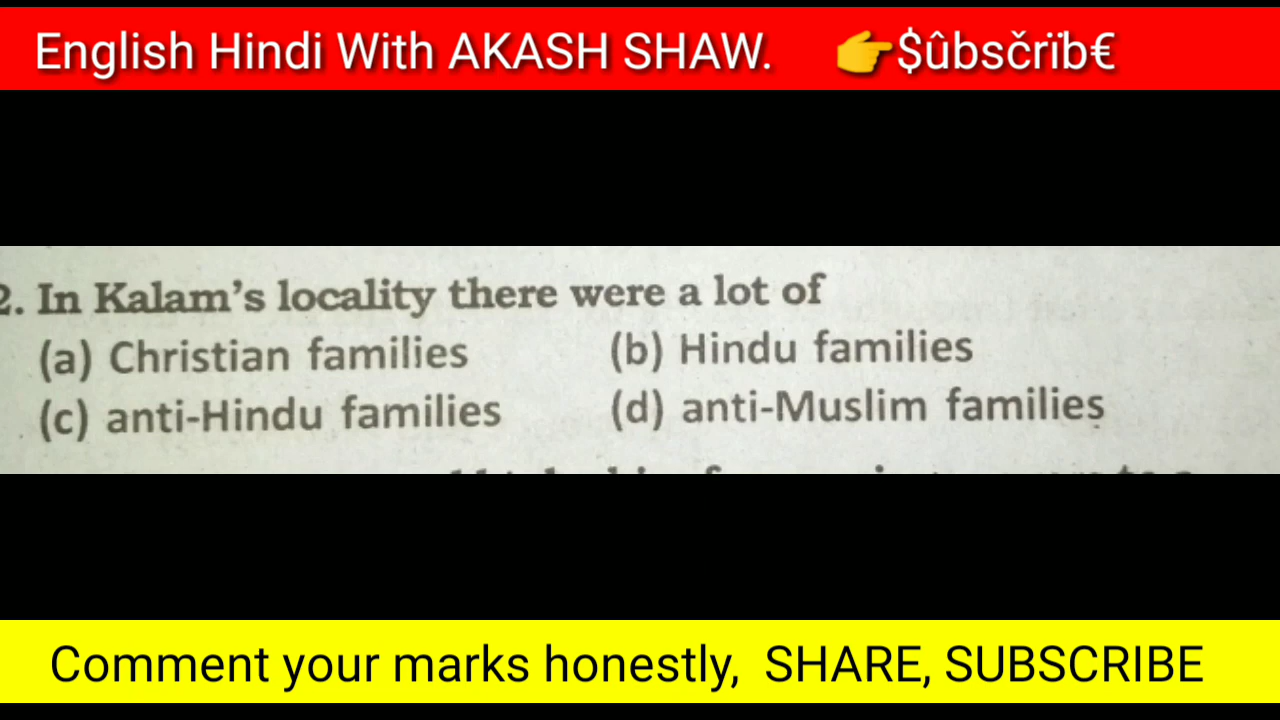 English Hindi With AKASH SHAW. 👉$ûbsčrïb€
2. In Kalam's locality there were a lot of
(a) Christian families (b) Hindu families
(c) anti-Hindu families (d) anti-Muslim families
Comment your marks honestly, SHARE, SUBSCRIBE